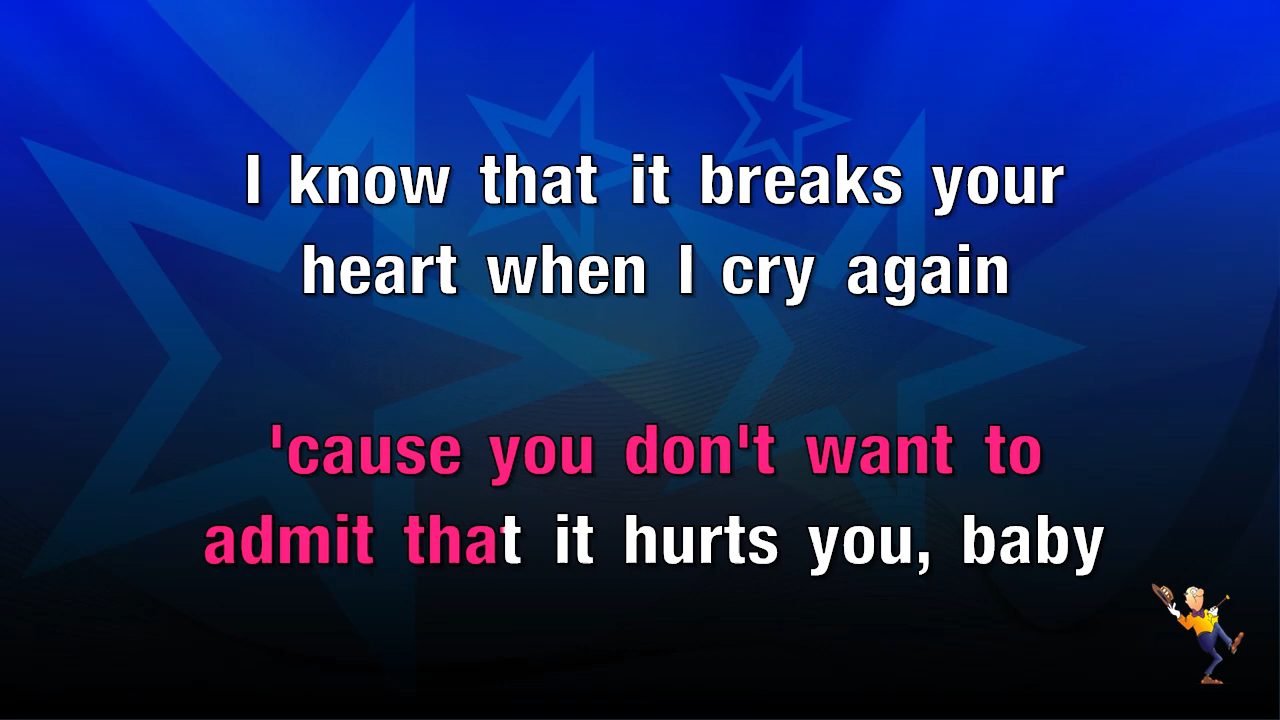 I know that it breaks your
heart when I cry again
'cause you don't want to
admit that it hurts you, baby